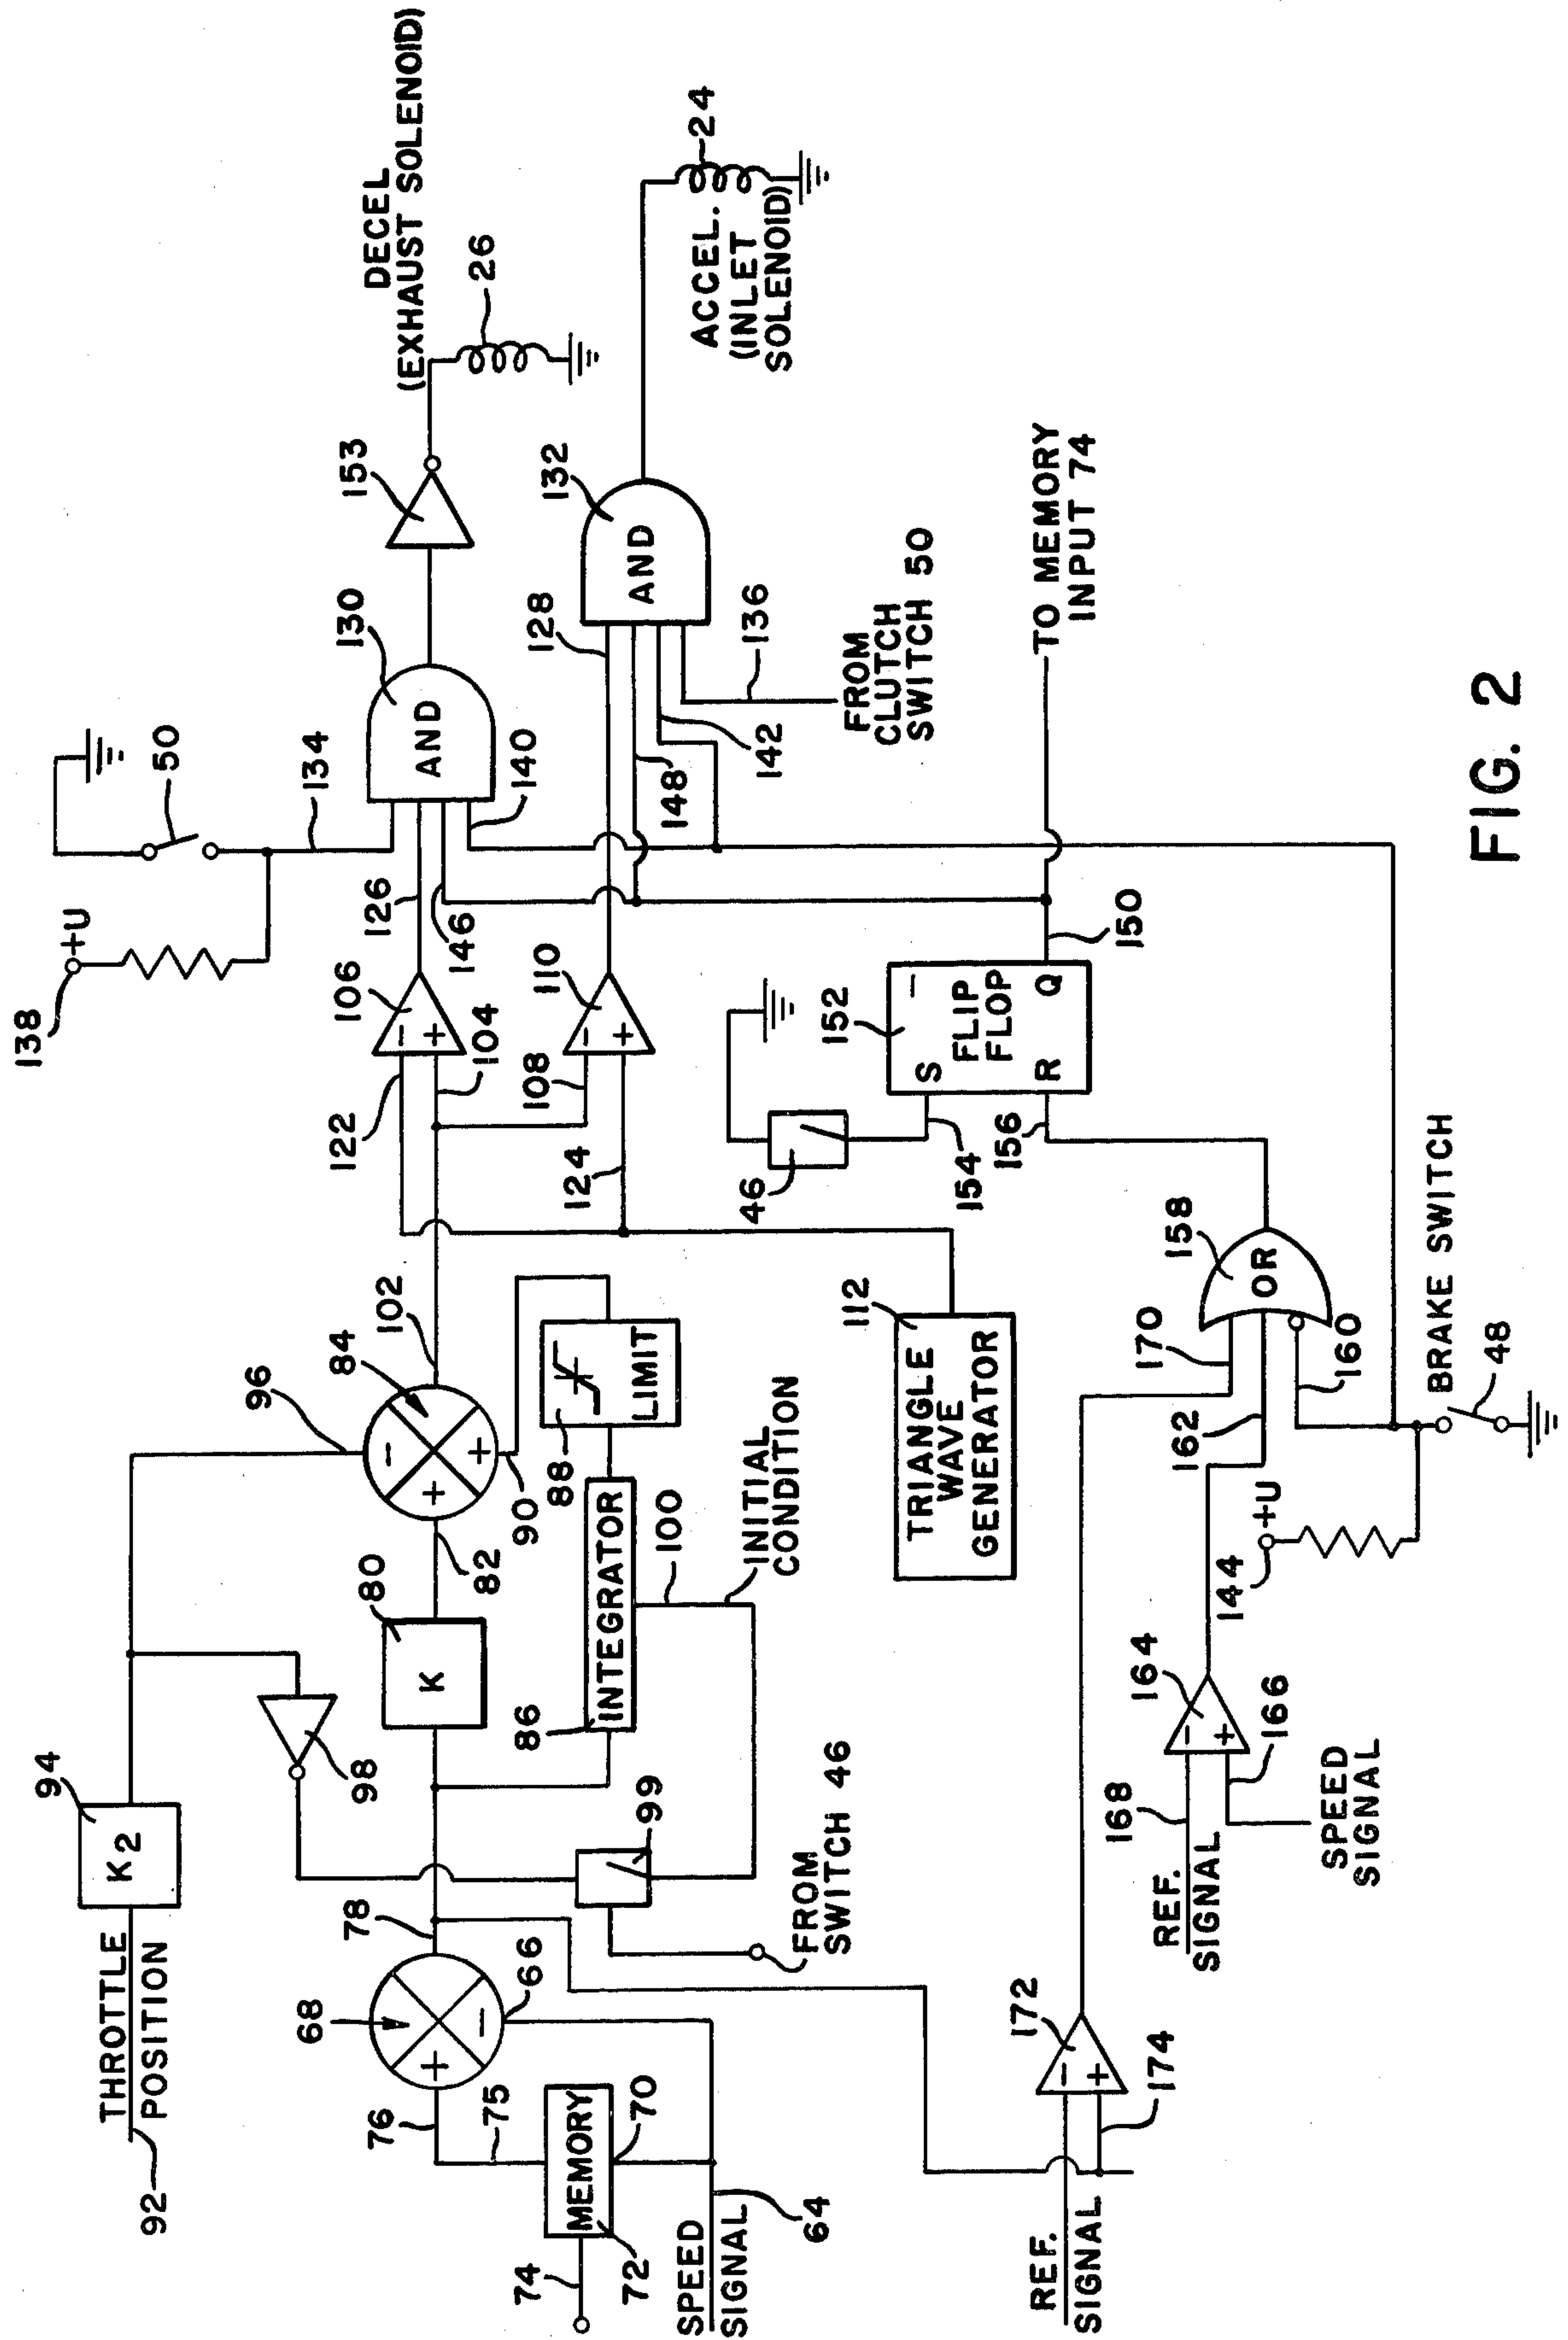 THROTTLE
POSITION
92
94
K2
98
96
68
78
K
80
82
84
102
+
-
66
76
75
74
MEMORY
72
70
SPEED
SIGNAL
64
99
FROM
SWITCH 46
86
INTEGRATOR
100
INITIAL
CONDITION
88
LIMIT
90
+
+
-
122
104
106
-
+
108
110
-
+
124
112
TRIANGLE
WAVE
GENERATOR
138
+U
50
134
126
146
130
AND
140
153
DECEL
(EXHAUST SOLENOID)
26
128
132
AND
148
142
136
FROM
CLUTCH
SWITCH 50
24
ACCEL.
(INLET
SOLENOID)
46
154
156
152
S
-
FLIP
FLOP
R
Q
150
TO MEMORY
INPUT 74
REF.
SIGNAL
172
-
+
174
168
REF.
SIGNAL
164
-
+
166
SPEED
SIGNAL
170
162
158
OR
160
144
+U
BRAKE SWITCH
48
FIG. 2